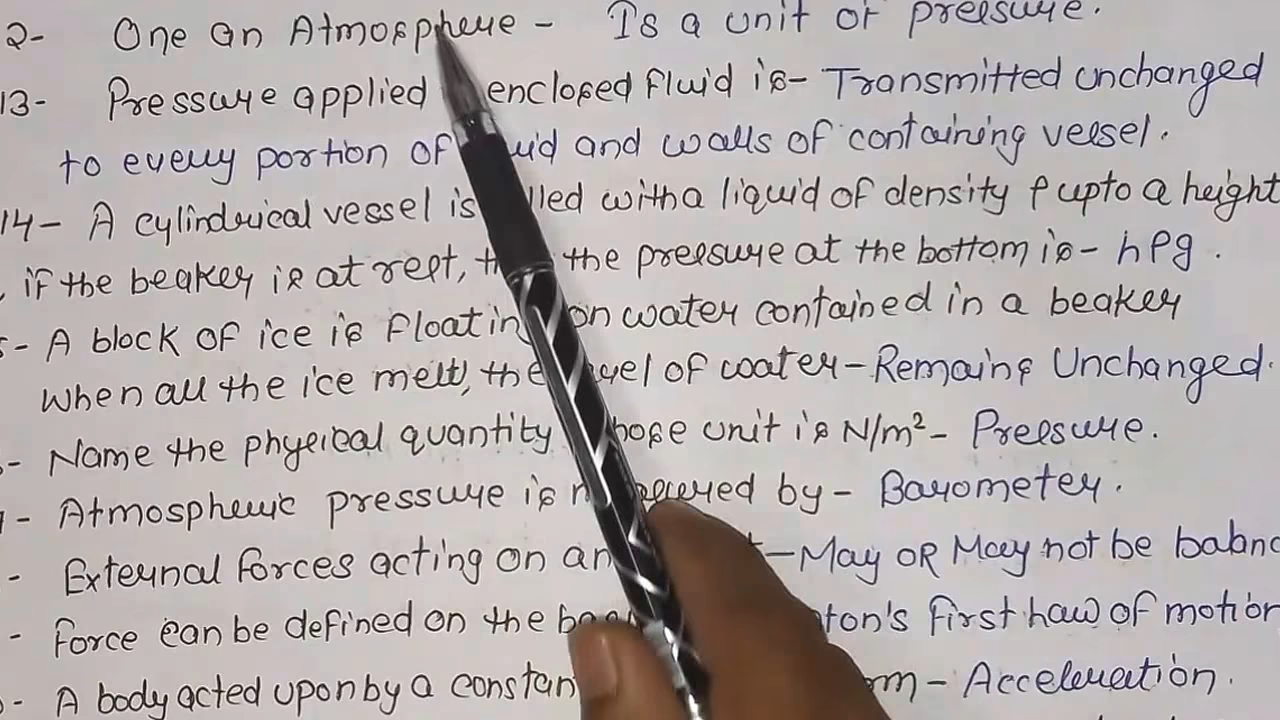 2- One an Atmosphere - Is a unit of pressure.
13- Pressure applied enclosed fluid is- Transmitted unchanged
to every portion of and walls of containing vessel.
14- A cylindrical vessel is with a liquid of density ρ upto a height
if the beaker is at rest, the pressure at the bottom is- hρg.
- A block of ice is floating on water contained in a beaker
when all the ice melt, the of water-Remains Unchanged.
- Name the physical quantity unit is N/m²- Pressure.
- Atmospheric pressure is by- Barometer.
- External forces acting on an -May OR May not be
- Force can be defined on the first Law of motion
- A body acted upon by a - Acceleration.